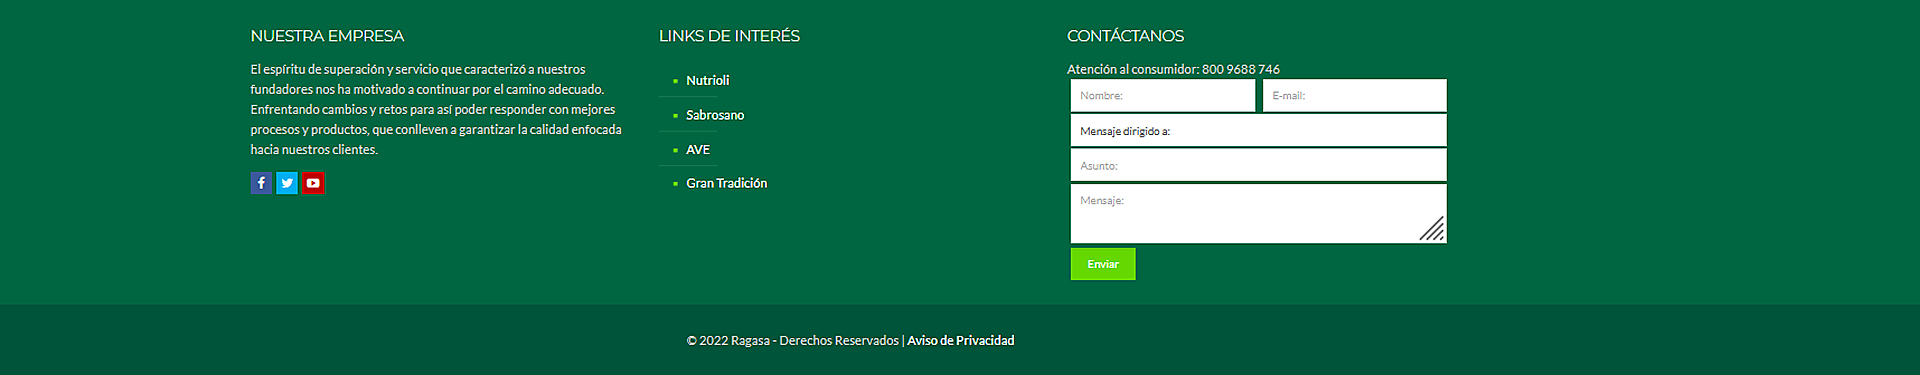 NUESTRA EMPRESA
El espíritu de superación y servicio que caracterizó a nuestros
fundadores nos ha motivado a continuar por el camino adecuado.
Enfrentando cambios y retos para así poder responder con mejores
procesos y productos, que conlleven a garantizar la calidad enfocada
hacia nuestros clientes.
LINKS DE INTERÉS
Nutrioli
Sabrosano
AVE
Gran Tradición
CONTÁCTANOS
Atención al consumidor: 800 9688 746
Nombre:
E-mail:
Mensaje dirigido a:
Asunto:
Mensaje:
Enviar
© 2022 Ragasa - Derechos Reservados | Aviso de Privacidad